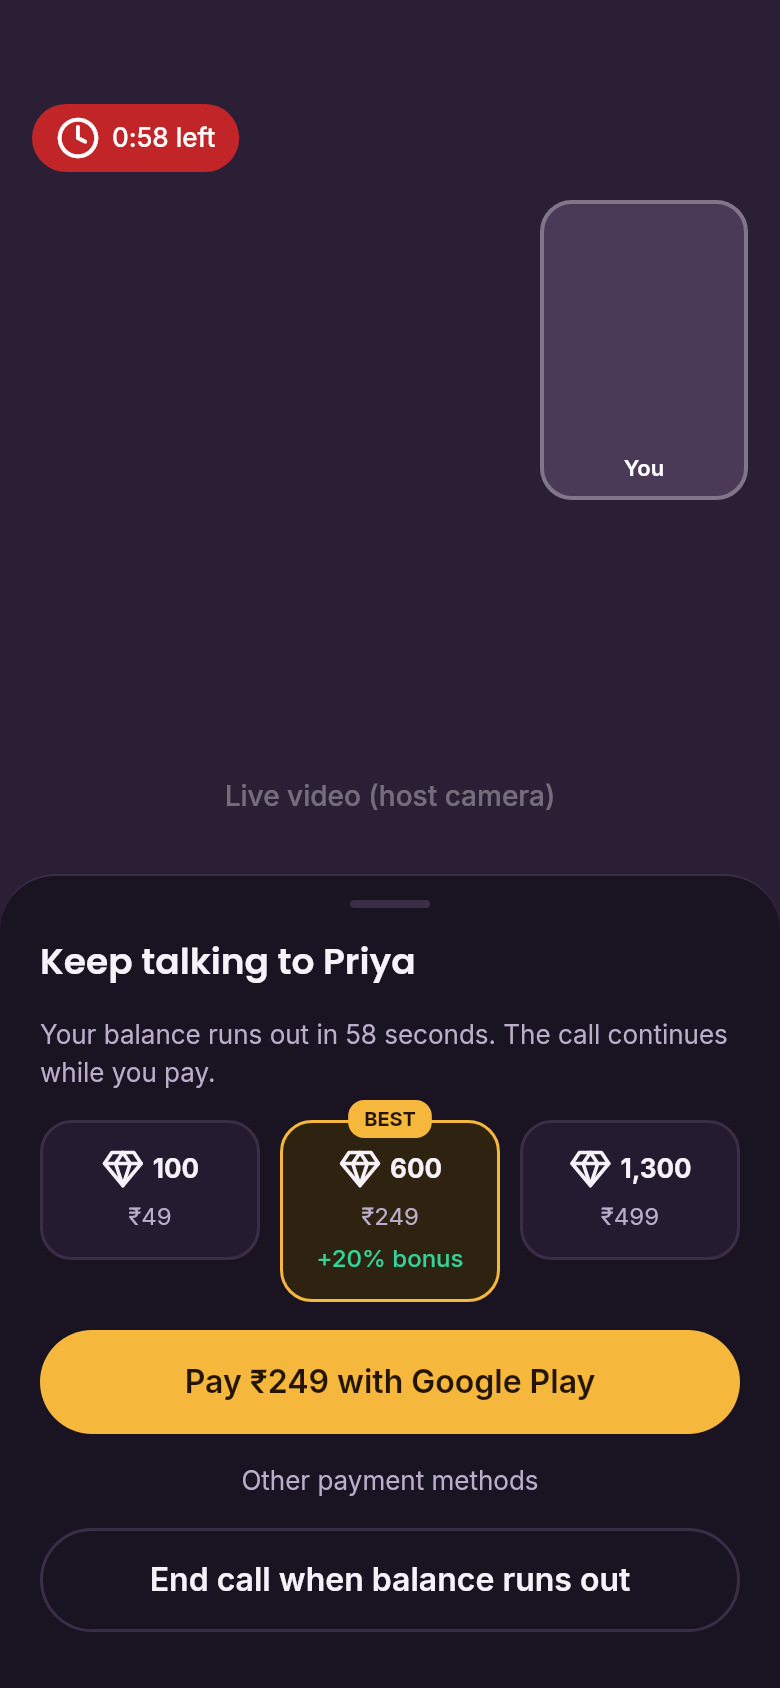 0:58 left
You
Live video (host camera)
Keep talking to Priya
Your balance runs out in 58 seconds. The call continues
while you pay.
BEST
100
₹49
600
₹249
+20% bonus
1,300
₹499
Pay ₹249 with Google Play
Other payment methods
End call when balance runs out